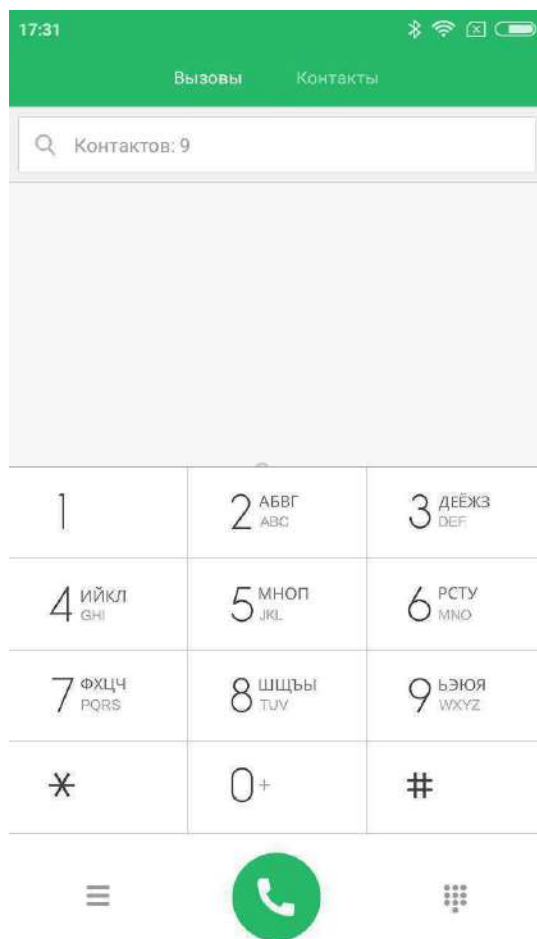 17:31
Вызовы Контакты
Контактов: 9
1 2 АБВГ 3 ДЕЁЖЗ
ABC DEF
4 ИЙКЛ 5 МНОП 6 РСТУ
GHI JKL MNO
7 ФХЦЧ 8 ШЩЪЫ 9 ЬЭЮЯ
PQRS TUV WXYZ
* 0 + #